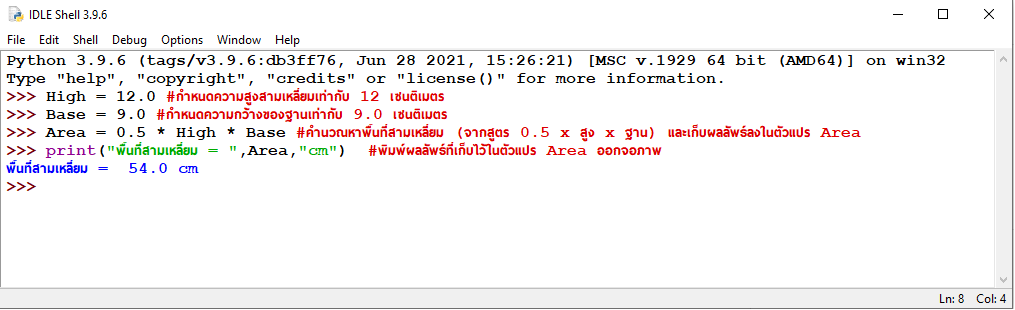 IDLE Shell 3.9.6
File Edit Shell Debug Options Window Help
Python 3.9.6 (tags/v3.9.6:db3ff76, Jun 28 2021, 15:26:21) [MSC v.1929 64 bit (AMD64)] on win32
Type "help", "copyright", "credits" or "license()" for more information.
>>> High = 12.0 #กำหนดความสูงสามเหลี่ยมเท่ากับ 12 เซนติเมตร
>>> Base = 9.0 #กำหนดความกว้างของฐานเท่ากับ 9.0 เซนติเมตร
>>> Area = 0.5 * High * Base #คำนวณหาพื้นที่สามเหลี่ยม (จากสูตร 0.5 x สูง x ฐาน) และเก็บผลลัพธ์ลงในตัวแปร Area
>>> print("พื้นที่สามเหลี่ยม = ",Area,"cm") #พิมพ์ผลลัพธ์ที่เก็บไว้ในตัวแปร Area ออกจอภาพ
พื้นที่สามเหลี่ยม =  54.0 cm
>>>
Ln: 8 Col: 4